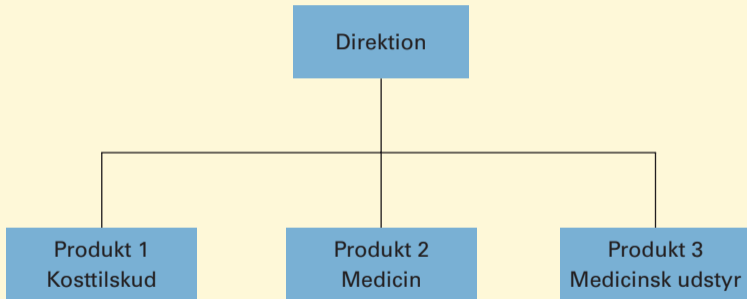 Direktion
Produkt 1
Kosttilskud
Produkt 2
Medicin
Produkt 3
Medicinsk udstyr